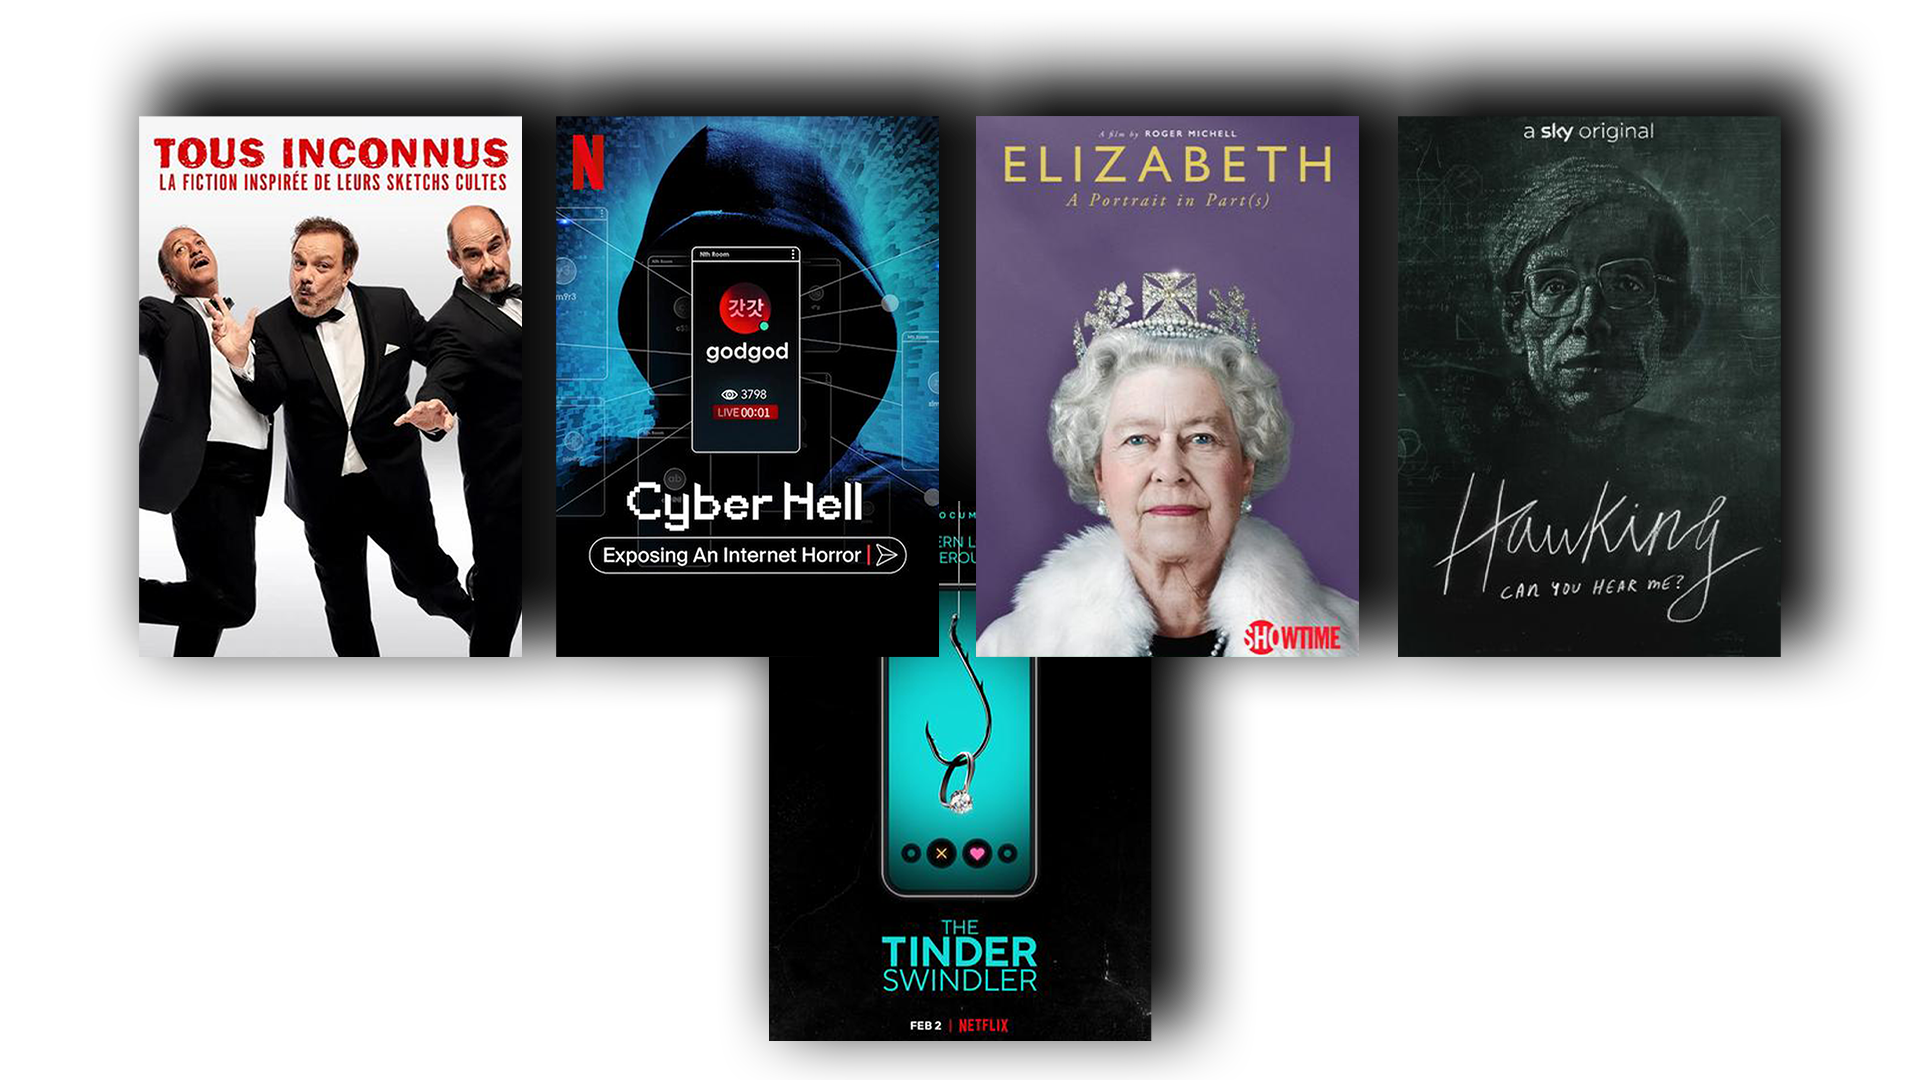 TOUS INCONNUS
LA FICTION INSPIRÉE DE LEURS SKETCHS CULTES
N
Nth Room
갓갓
godgod
3798
LIVE 00:01
Cyber Hell
Exposing An Internet Horror
A film by ROGER MICHELL
ELIZABETH
A Portrait in Part(s)
SHOWTIME
a sky original
Hawking
CAN YOU HEAR ME?
THE
TINDER
SWINDLER
FEB 2 | NETFLIX